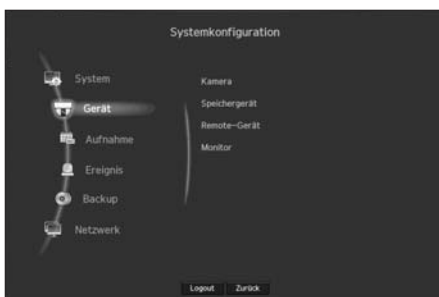 Systemkonfiguration
System
Gerät
Aufnahme
Ereignis
Backup
Netzwerk
Kamera
Speichergerät
Remote-Gerät
Monitor
Logout
Zurück